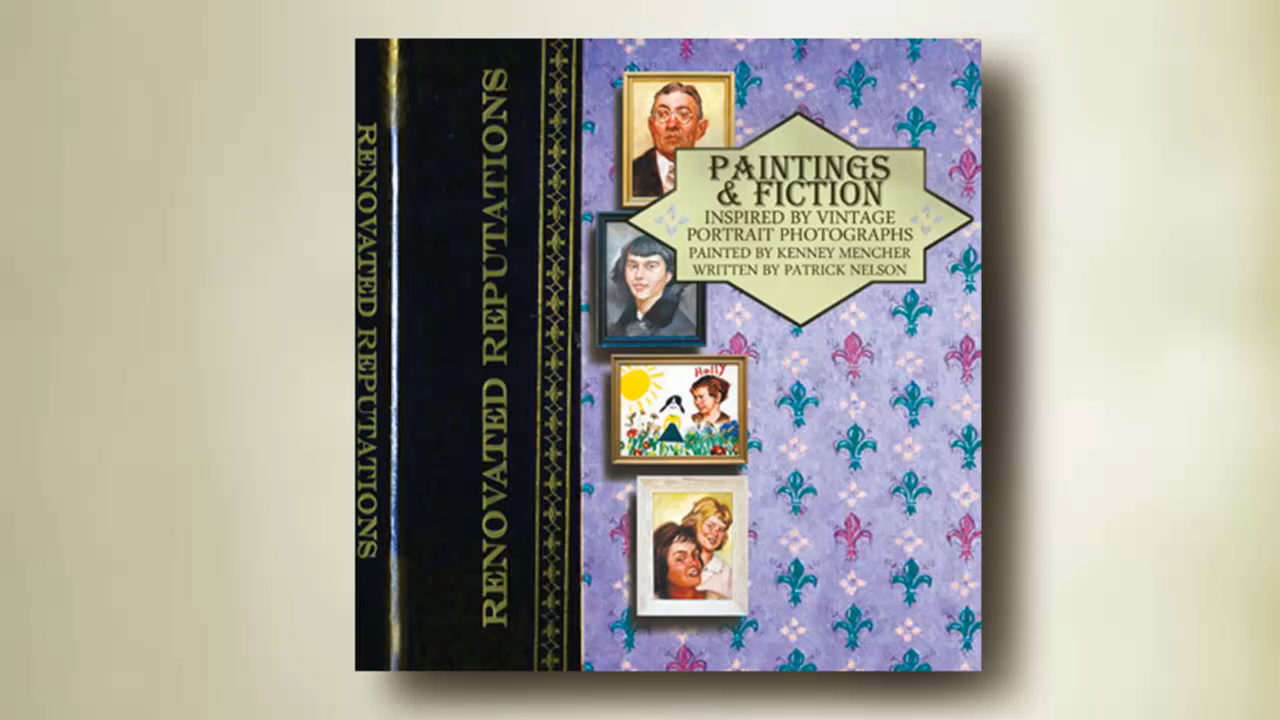 RENOVATED REPUTATIONS
RENOVATED REPUTATIONS
PAINTINGS
& FICTION
INSPIRED BY VINTAGE
PORTRAIT PHOTOGRAPHS
PAINTED BY KENNEY MENCHER
WRITTEN BY PATRICK NELSON
Holly